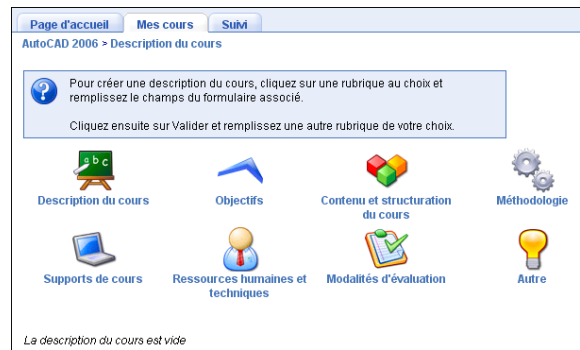 Page d'accueil Mes cours Suivi
AutoCAD 2006 > Description du cours
Pour créer une description du cours, cliquez sur une rubrique au choix et
remplissez le champs du formulaire associé.
Cliquez ensuite sur Valider et remplissez une autre rubrique de votre choix.
a b c
Description du cours Objectifs Contenu et structuration Méthodologie
du cours
Supports de cours Ressources humaines et Modalités d'évaluation Autre
techniques
La description du cours est vide